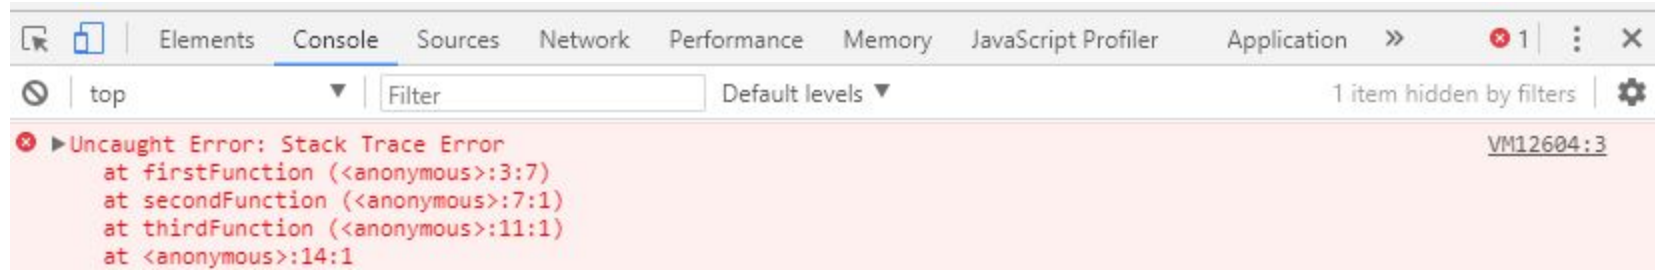 Elements Console Sources Network Performance Memory JavaScript Profiler Application » 1
top Filter Default levels 1 item hidden by filters
Uncaught Error: Stack Trace Error VM12604:3
at firstFunction (<anonymous>:3:7)
at secondFunction (<anonymous>:7:1)
at thirdFunction (<anonymous>:11:1)
at <anonymous>:14:1